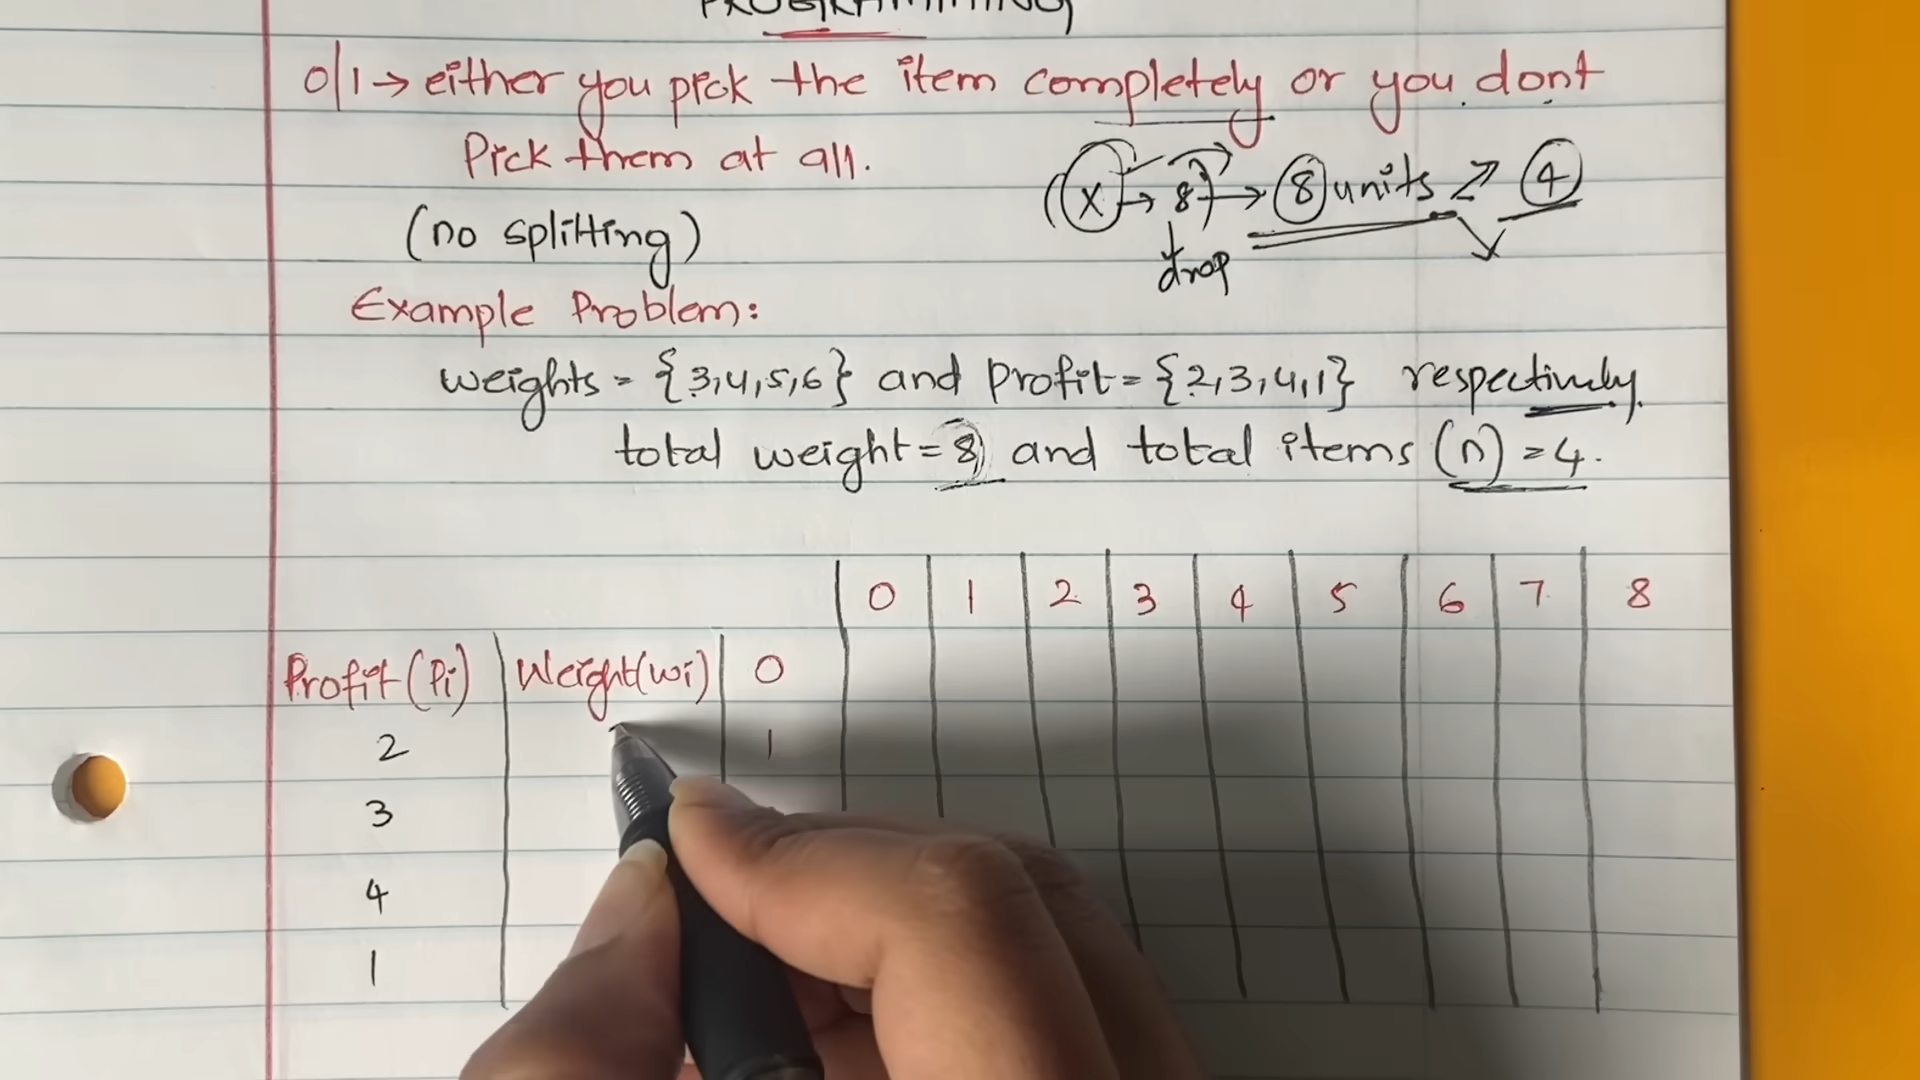 PROGRAMMING
0/1 → either you pick the item completely or you dont
Pick them at all.
(x → 8) → 8 units ≥ 4
drop
(no splitting)
Example Problem:
weights = {3,4,5,6} and Profit = {2,3,4,1} respectively.
total weight = 8 and total items (n) = 4.
0 1 2 3 4 5 6 7 8
Profit (Pi) Weight(wi) 0
2 1
3
4
1